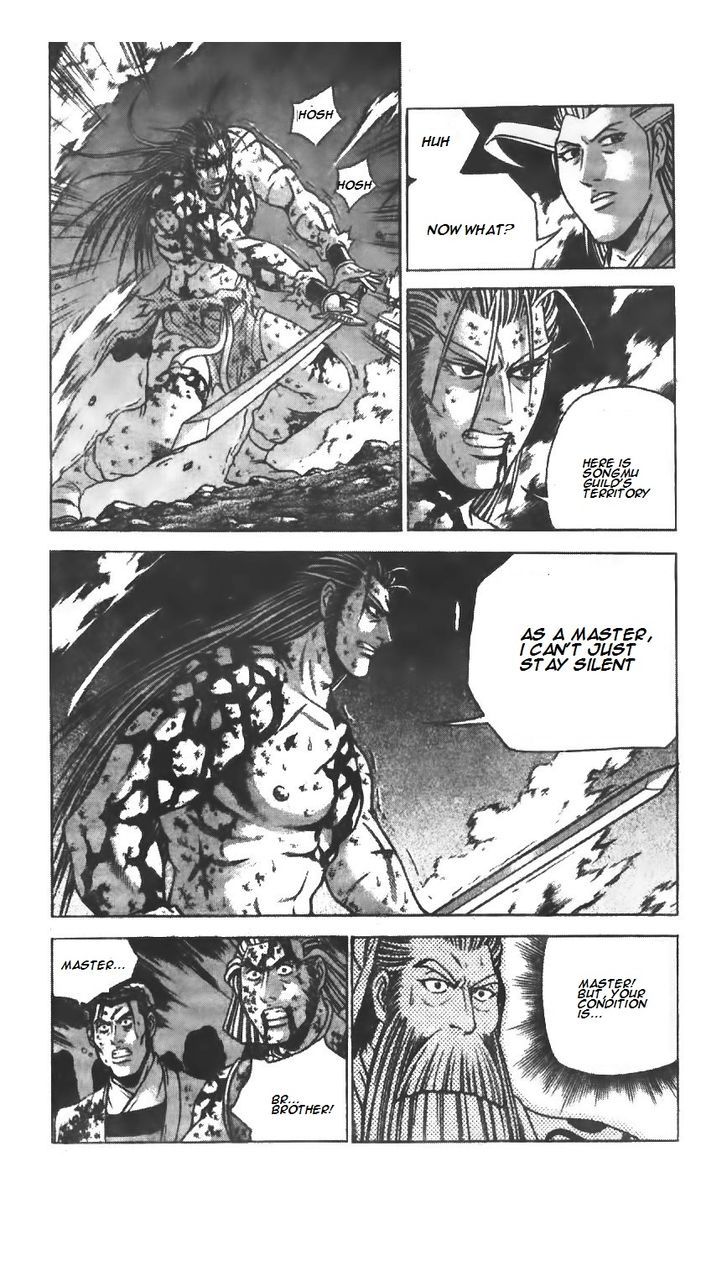 HOSH
HOSH
HUH
NOW WHAT?
HERE IS
SONGMU
GUILD'S
TERRITORY
AS A MASTER,
I CAN'T JUST
STAY SILENT
MASTER...
BR...
BROTHER!
MASTER!
BUT, YOUR
CONDITION
IS...